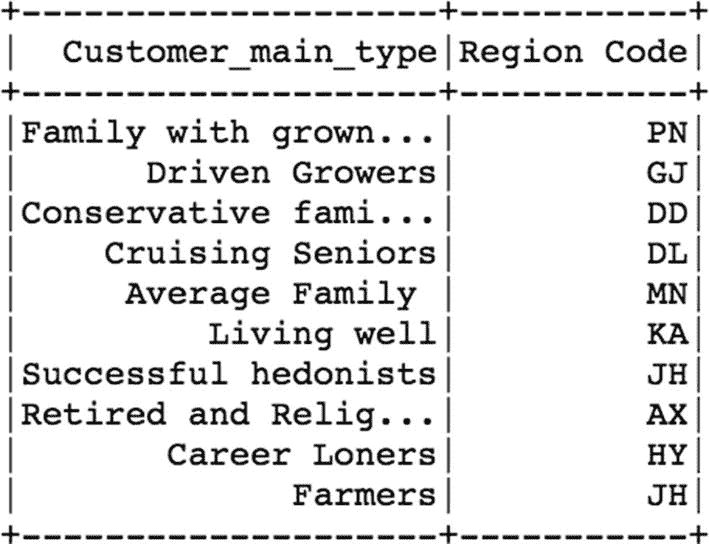 +--------------------+-----------+
|  Customer_main_type|Region Code|
+--------------------+-----------+
|Family with grown...|         PN|
|      Driven Growers|         GJ|
|Conservative fami...|         DD|
|    Cruising Seniors|         DL|
|     Average Family |         MN|
|         Living well|         KA|
|Successful hedonists|         JH|
|Retired and Relig...|         AX|
|       Career Loners|         HY|
|             Farmers|         JH|
+--------------------+-----------+